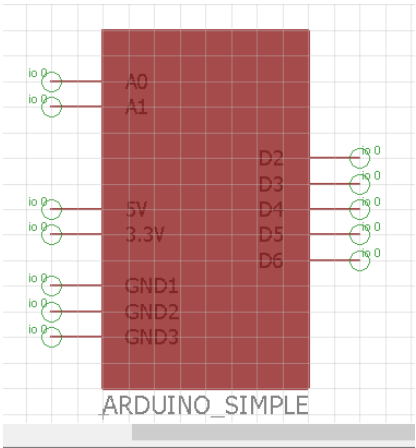 io 0 A0
io 0 A1
D2 io 0
D3 io 0
io 0 5V D4 io 0
io 0 3.3V D5 io 0
D6 io 0
io 0 GND1
io 0 GND2
io 0 GND3
ARDUINO_SIMPLE